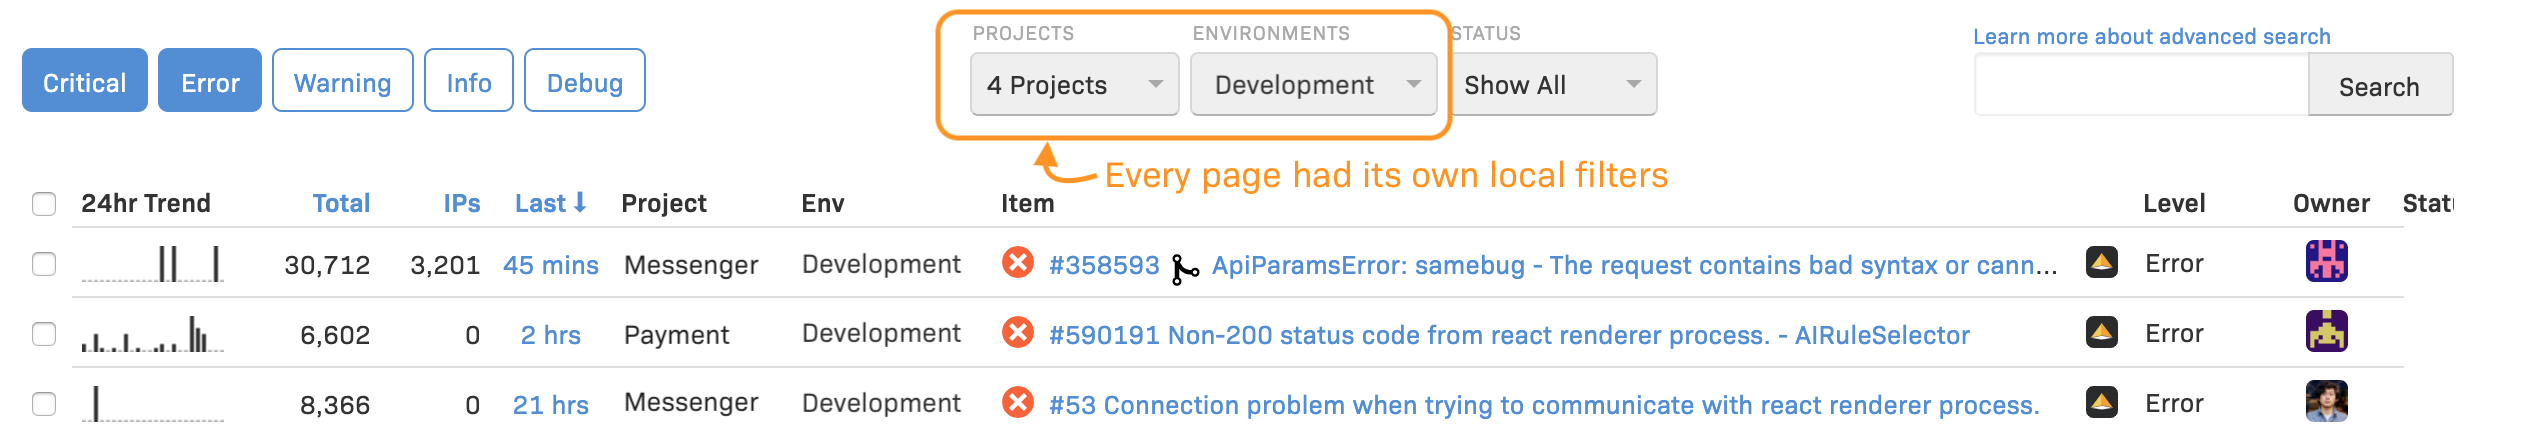 PROJECTS ENVIRONMENTS STATUS
Learn more about advanced search
Critical Error Warning Info Debug 4 Projects Development Show All Search
Every page had its own local filters
24hr Trend Total IPs Last ↓ Project Env Item Level Owner Statu
30,712 3,201 45 mins Messenger Development #358593 ApiParamsError: samebug - The request contains bad syntax or cann... Error
6,602 0 2 hrs Payment Development #590191 Non-200 status code from react renderer process. - AIRuleSelector Error
8,366 0 21 hrs Messenger Development #53 Connection problem when trying to communicate with react renderer process. Error